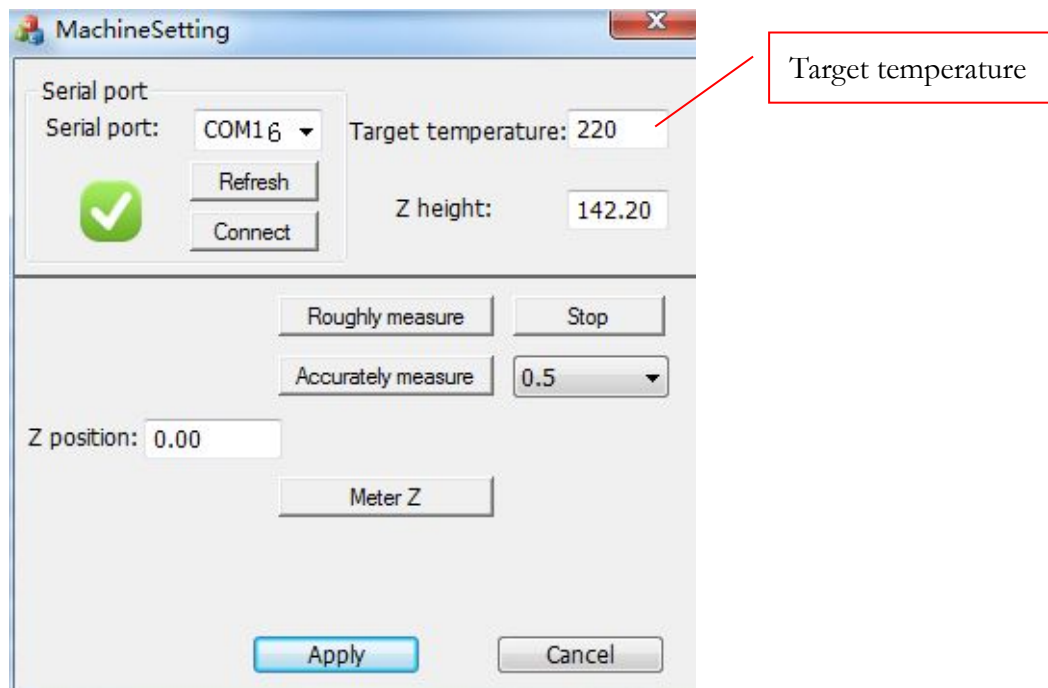 MachineSetting
x
Target temperature
Serial port
Serial port: COM16 Target temperature: 220
Refresh
Z height: 142.20
Connect
Roughly measure Stop
Accurately measure 0.5
Z position: 0.00
Meter Z
Apply Cancel